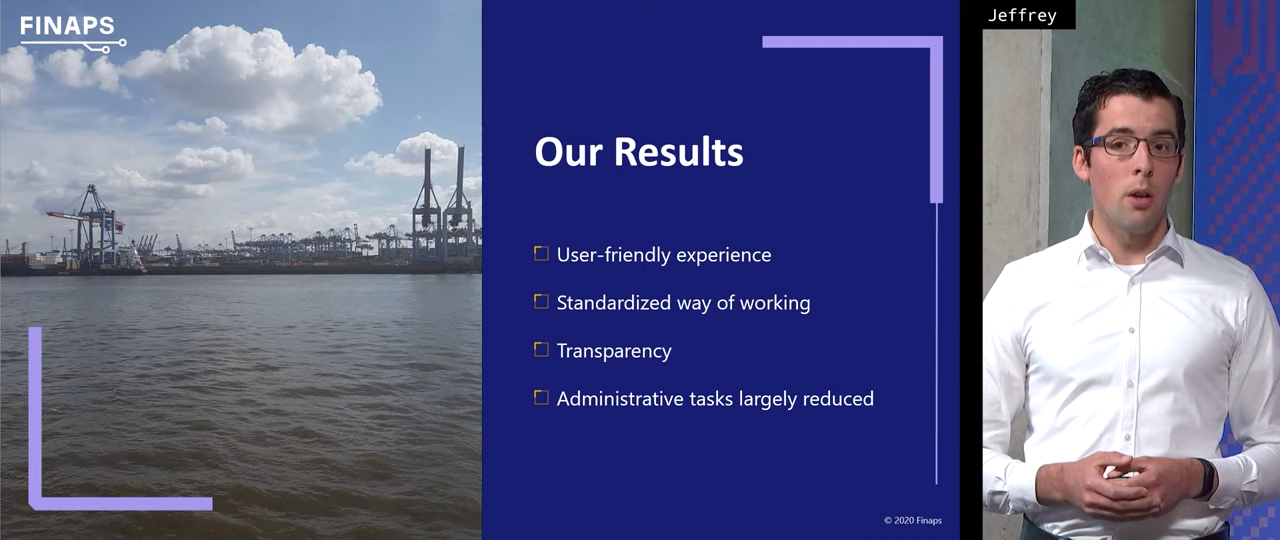 FINAPS
Our Results
User-friendly experience
Standardized way of working
Transparency
Administrative tasks largely reduced
© 2020 Finaps
Jeffrey